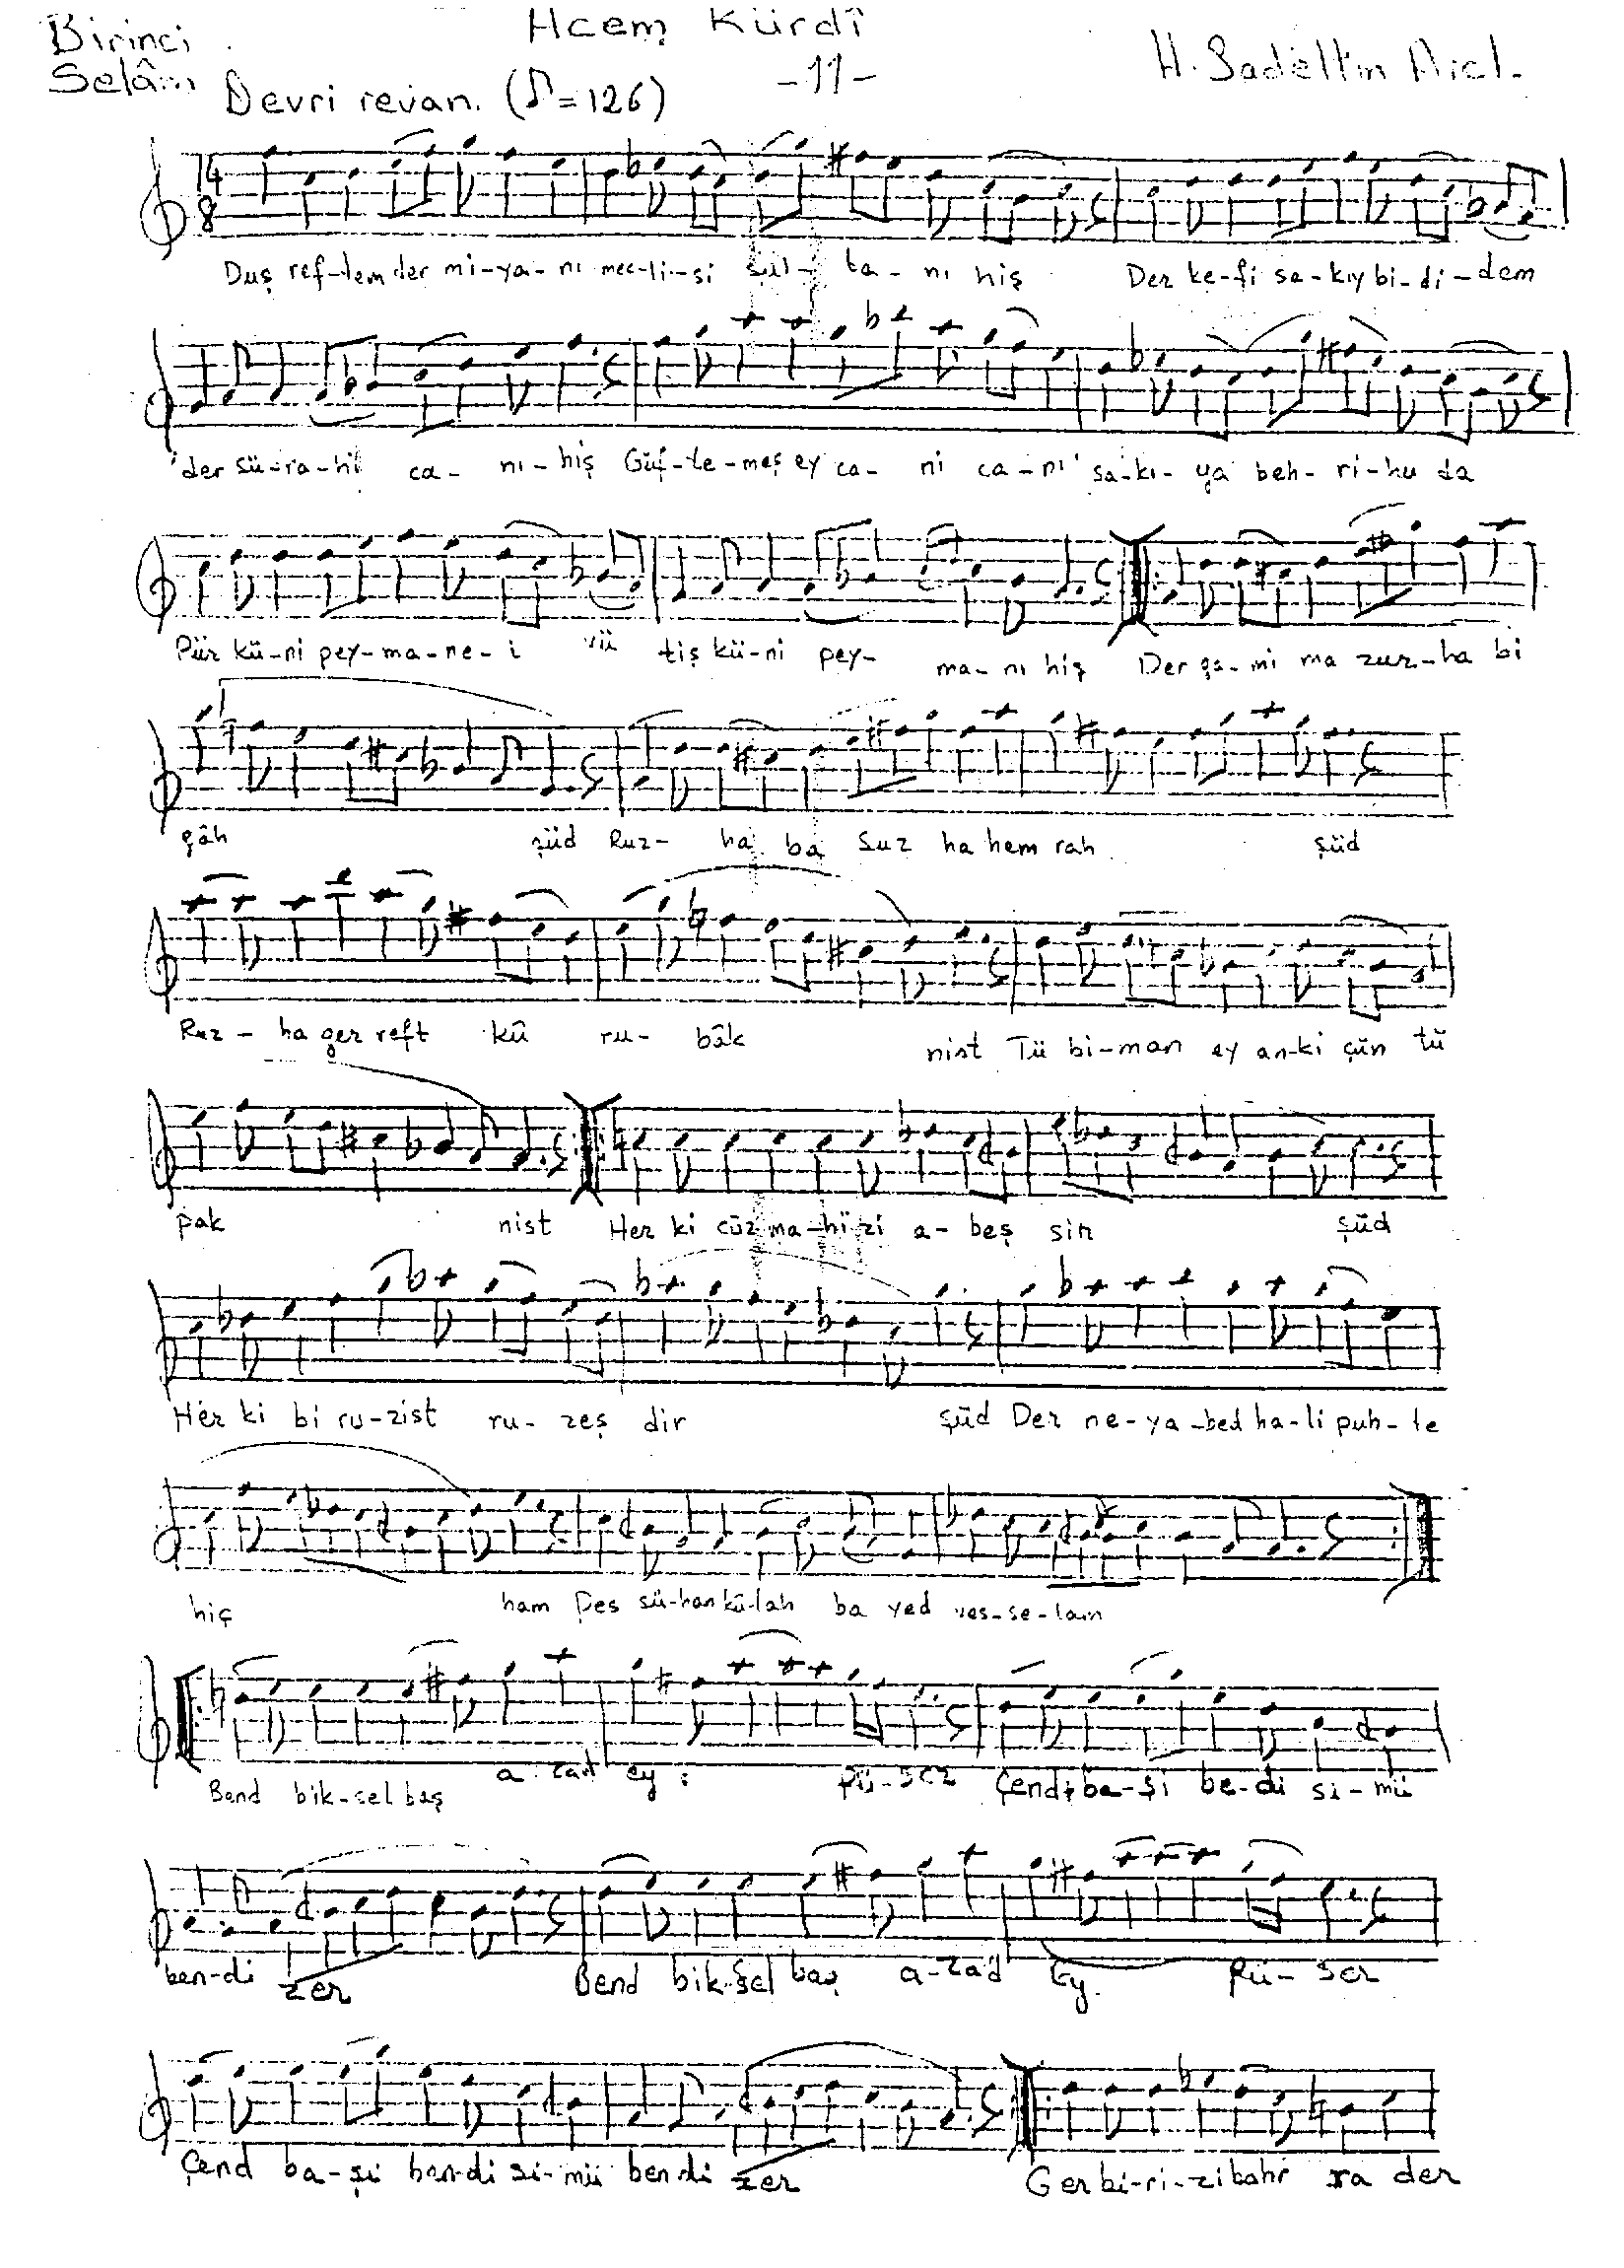 Birinci
Selâm
Acem Kürdî
-11-
H. Sadettin Arel.
Devri revan. (♪=126)
14
8
Duş ref-tem der mi-ya-nı mec-li-si sul-ta-nı hiş Der ke-fi sa-kıy bi-di-dem
der sü-ra-hi ca-nı-hiş Güf-te-meş ey ca-ni ca-nı sa-kı-ya beh-ri-hu da
Pür kü-ni pey-ma-ne-i vü tiş kü-ni pey-ma-nı hiş Der ga-mi ma zur-ha bi
gâh şüd Ruz-ha ba suz ha hem rah şüd
Ruz-ha ger reft kû ru-bâk nist Tü bi-man ey an-ki çün tü
pak nist Her ki cüz ma-hi zi a-beş sir şüd
Her ki bi ru-zist ru-zeş dir şüd Der ne-ya-bed ha-li puh-te
hiç ham Pes sü-han kû-lah ba yed ves-se-lam
Bend bik-sel baş a-zad ey pü-ser Çend ba-şi be-di si-mü
ben-di zer Bend bik-sel baş a-zad Ey pü-ser
Çend ba-şi ben-di si-mü ben di zer Ger bi-ri-zi bahr ra der